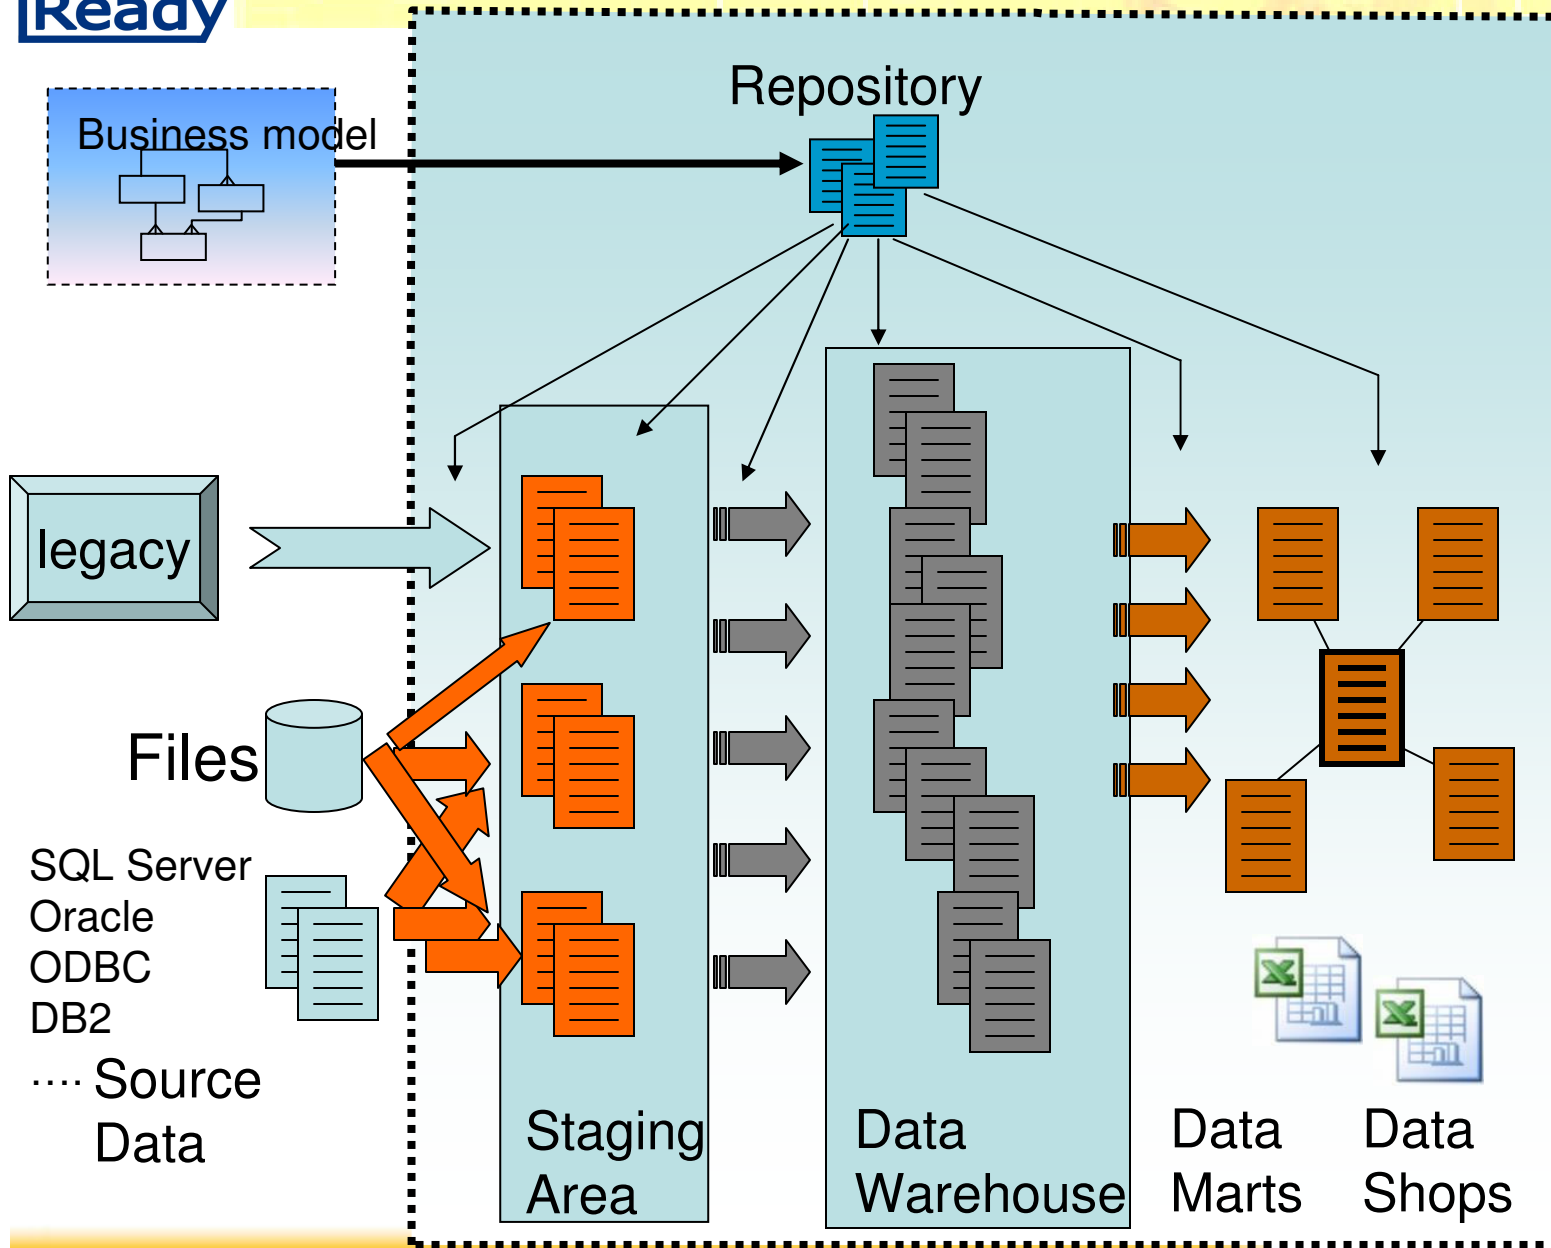 Ready
Repository
Business model
legacy
Files
SQL Server
Oracle
ODBC
DB2
.... Source
Data
Staging
Area
Data
Warehouse
Data
Marts
Data
Shops